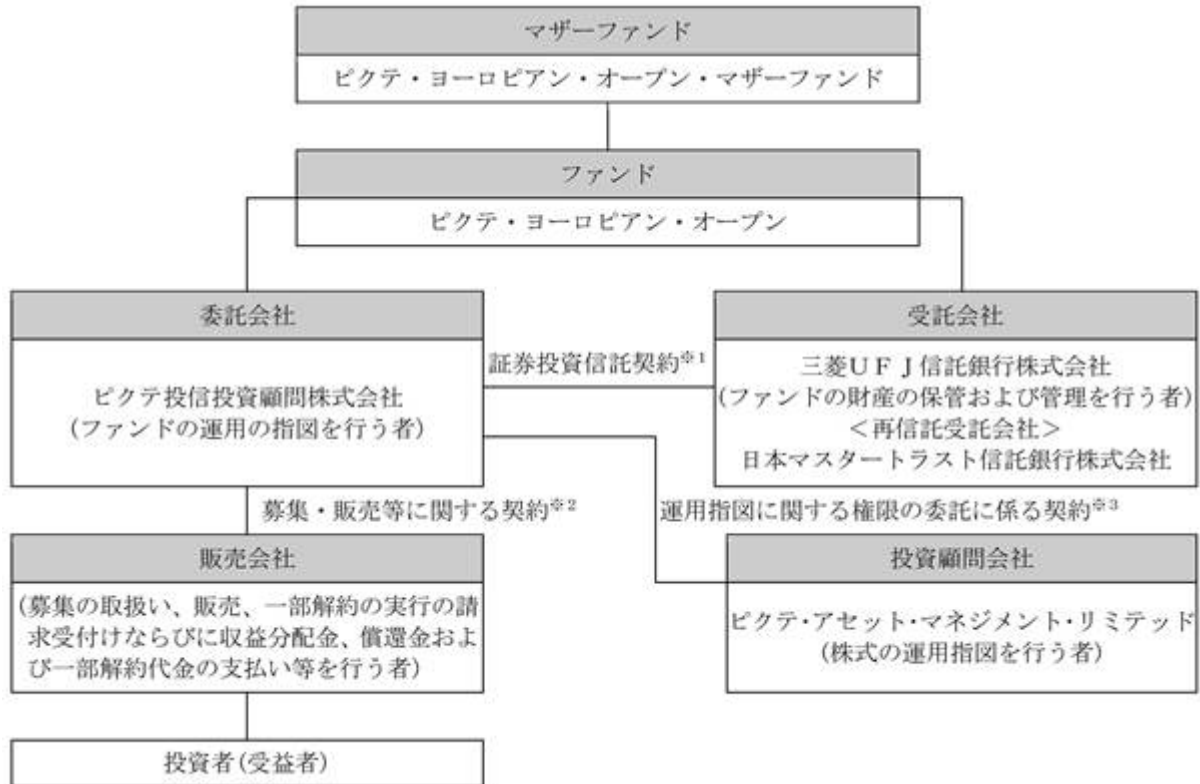 マザーファンド
ピクテ・ヨーロピアン・オープン・マザーファンド
ファンド
ピクテ・ヨーロピアン・オープン
委託会社
ピクテ投信投資顧問株式会社
(ファンドの運用の指図を行う者)
証券投資信託契約※1
受託会社
三菱UFJ信託銀行株式会社
(ファンドの財産の保管および管理を行う者)
<再信託受託会社>
日本マスタートラスト信託銀行株式会社
募集・販売等に関する契約※2
運用指図に関する権限の委託に係る契約※3
販売会社
(募集の取扱い、販売、一部解約の実行の請
求受付けならびに収益分配金、償還金およ
び一部解約代金の支払い等を行う者)
投資顧問会社
ピクテ・アセット・マネジメント・リミテッド
(株式の運用指図を行う者)
投資者(受益者)